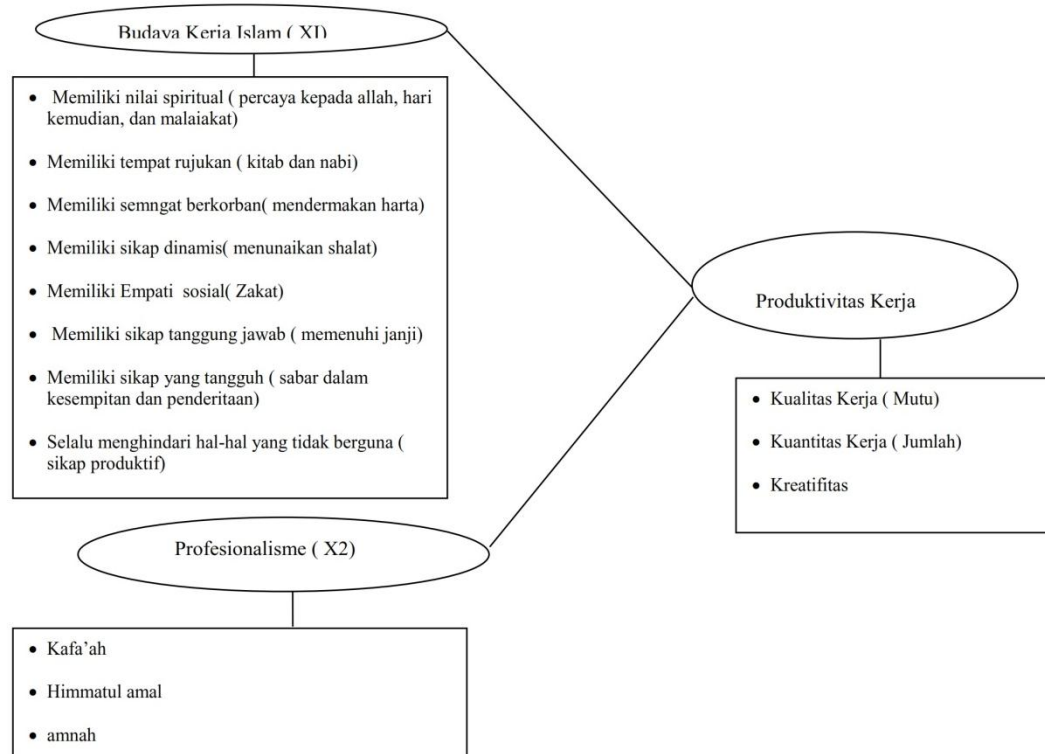 Budaya Kerja Islam ( XI)
• Memiliki nilai spiritual ( percaya kepada allah, hari
kemudian, dan malaiakat)
• Memiliki tempat rujukan ( kitab dan nabi)
• Memiliki semngat berkorban( mendermakan harta)
• Memiliki sikap dinamis( menunaikan shalat)
• Memiliki Empati sosial( Zakat)
• Memiliki sikap tanggung jawab ( memenuhi janji)
• Memiliki sikap yang tangguh ( sabar dalam
kesempitan dan penderitaan)
• Selalu menghindari hal-hal yang tidak berguna (
sikap produktif)
Profesionalisme ( X2)
• Kafa’ah
• Himmatul amal
• amnah
Produktivitas Kerja
• Kualitas Kerja ( Mutu)
• Kuantitas Kerja ( Jumlah)
• Kreatifitas